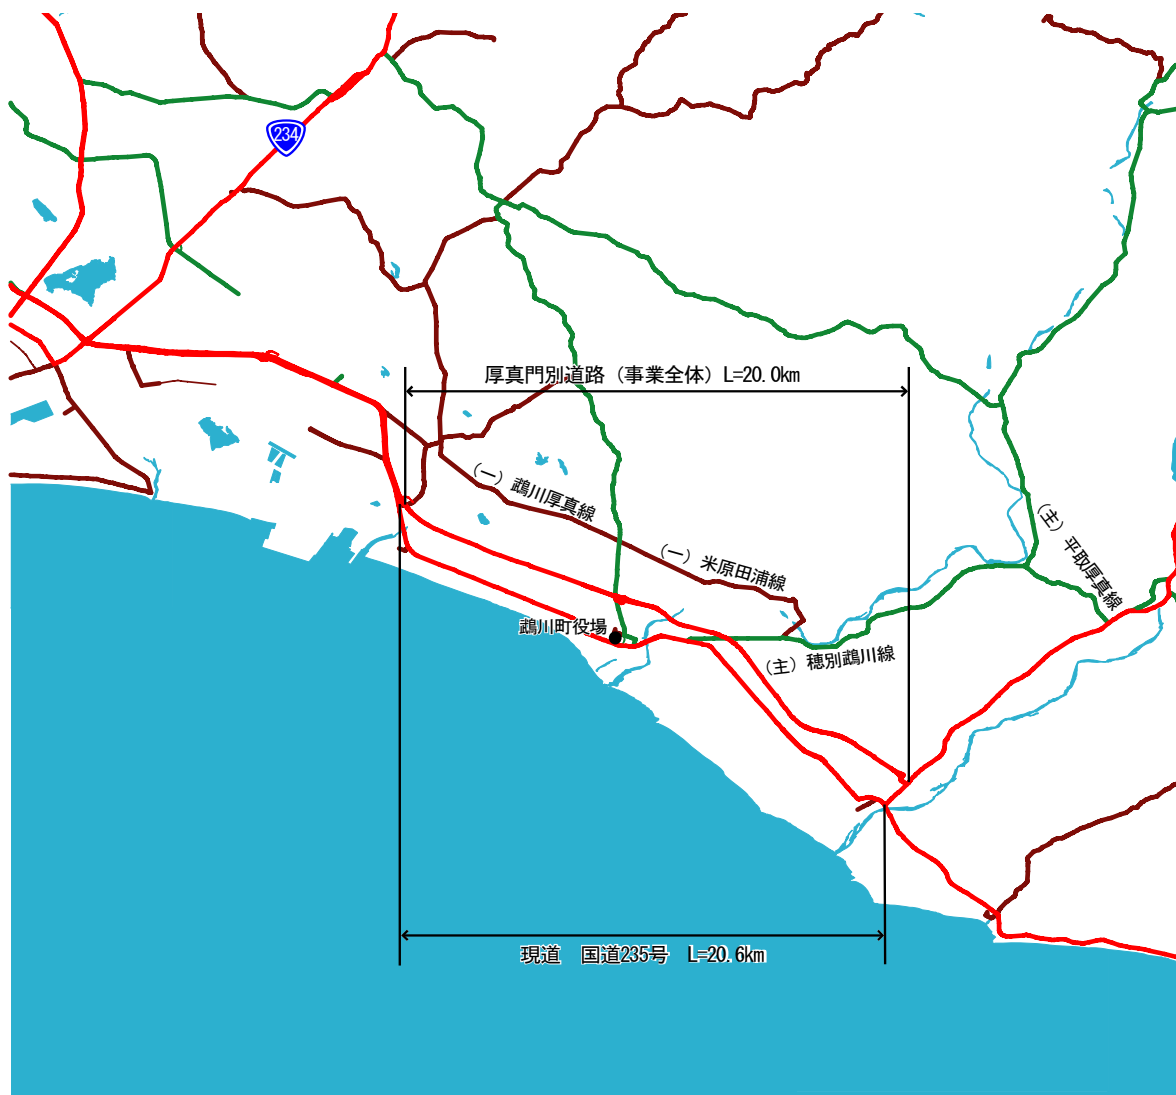 234
厚真門別道路（事業全体）L=20.0km
（一）鵡川厚真線
（主）平取厚真線
（一）米原田浦線
鵡川町役場
（主）穂別鵡川線
現道　国道235号　L=20.6km